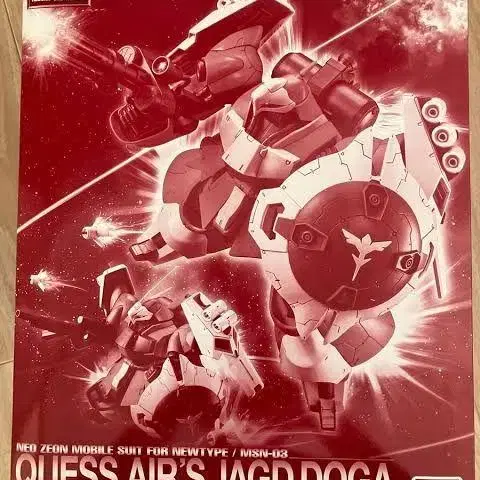 NEO ZEON MOBILE SUIT FOR NEWTYPE / MSN-03
QUESS AIR'S JAGD DOGA